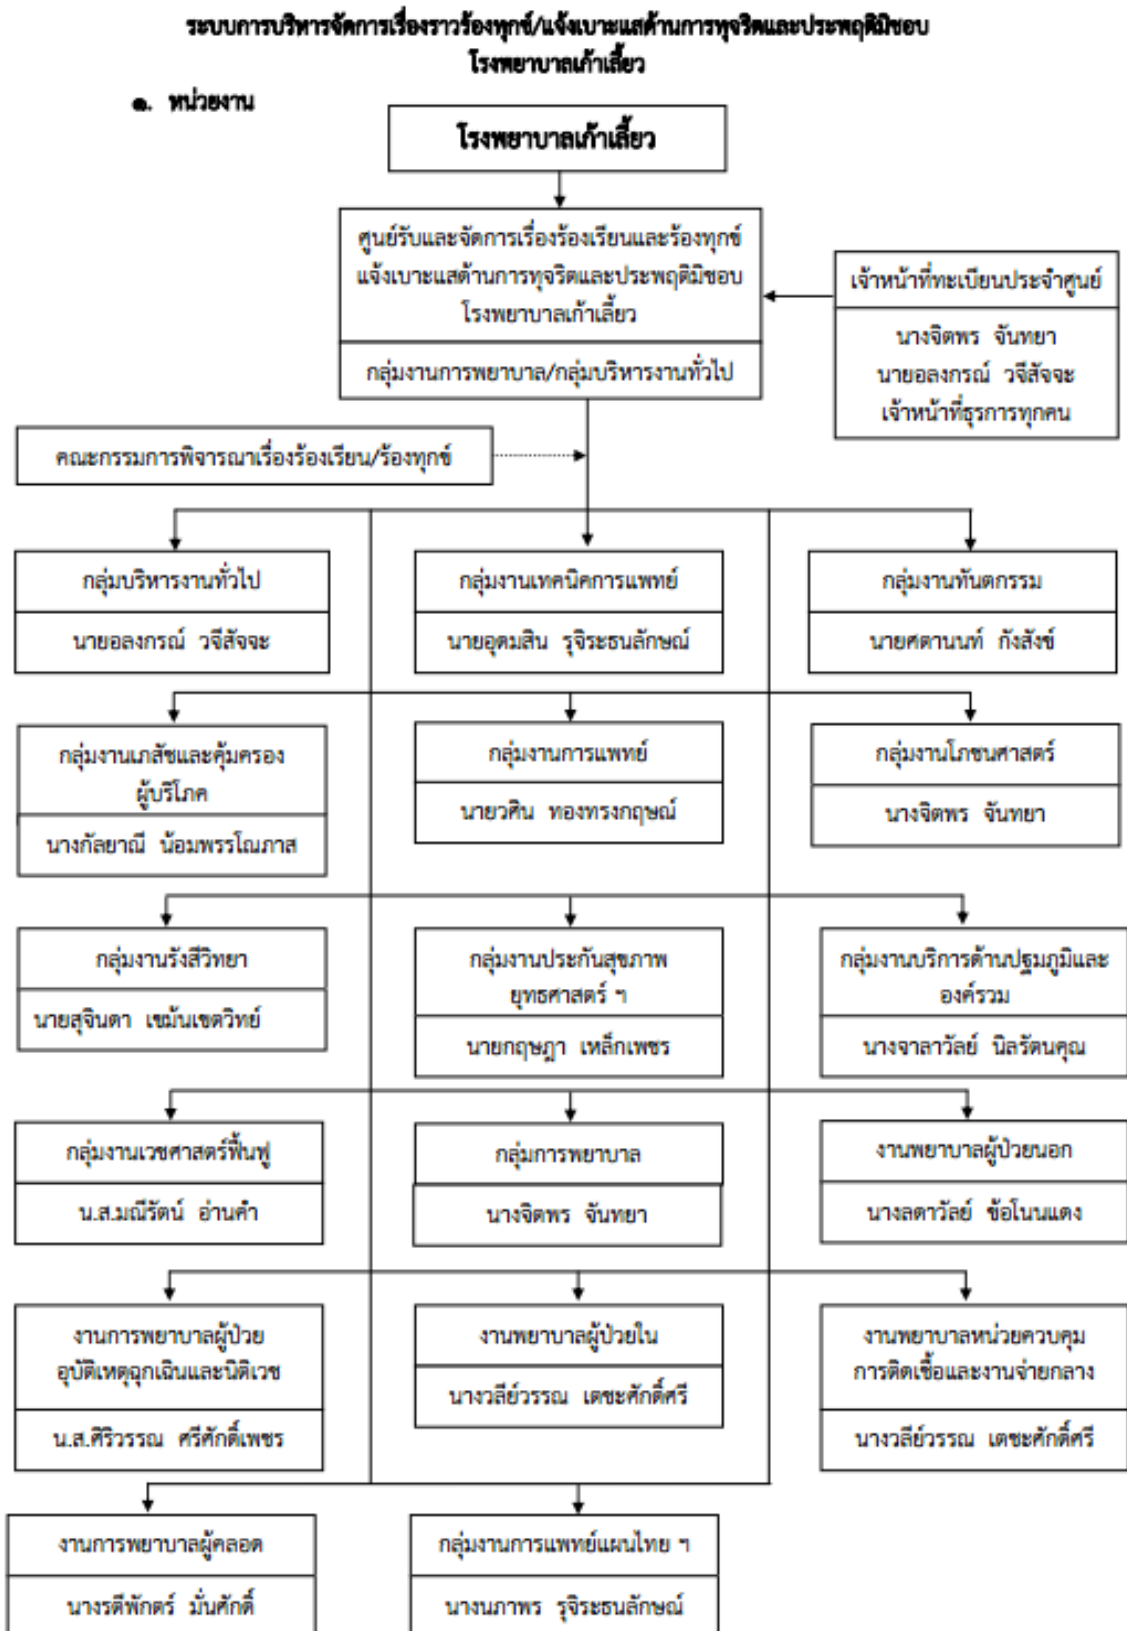 ระบบการบริหารจัดการเรื่องราวร้องทุกข์/แจ้งเบาะแสด้านการทุจริตและประพฤติมิชอบ
โรงพยาบาลเก้าเลี้ยว
๑. หน่วยงาน
โรงพยาบาลเก้าเลี้ยว
ศูนย์รับและจัดการเรื่องร้องเรียนและร้องทุกข์
แจ้งเบาะแสด้านการทุจริตและประพฤติมิชอบ
โรงพยาบาลเก้าเลี้ยว
กลุ่มงานการพยาบาล/กลุ่มบริหารงานทั่วไป
เจ้าหน้าที่ทะเบียนประจำศูนย์
นางจิตพร จันทยา
นายอลงกรณ์ วจีสัจจะ
เจ้าหน้าที่ธุรการทุกคน
คณะกรรมการพิจารณาเรื่องร้องเรียน/ร้องทุกข์
กลุ่มบริหารงานทั่วไป
นายอลงกรณ์ วจีสัจจะ
กลุ่มงานเทคนิคการแพทย์
นายอุดมสิน รุจิระธนลักษณ์
กลุ่มงานทันตกรรม
นายศตานนท์ กังสังข์
กลุ่มงานเภสัชและคุ้มครอง
ผู้บริโภค
นางกัลยาณี น้อมพรรโณภาส
กลุ่มงานการแพทย์
นายวศิน ทองทรงกฤษณ์
กลุ่มงานโภชนศาสตร์
นางจิตพร จันทยา
กลุ่มงานรังสีวิทยา
นายสุจินดา เขม้นเขตวิทย์
กลุ่มงานประกันสุขภาพ
ยุทธศาสตร์ ฯ
นายกฤษฎา เหล็กเพชร
กลุ่มงานบริการด้านปฐมภูมิและ
องค์รวม
นางจาลาวัลย์ นิลรัตนคุณ
กลุ่มงานเวชศาสตร์ฟื้นฟู
น.ส.มณีรัตน์ อ่านคำ
กลุ่มการพยาบาล
นางจิตพร จันทยา
งานพยาบาลผู้ป่วยนอก
นางลดาวัลย์ ข้อโนนแดง
งานการพยาบาลผู้ป่วย
อุบัติเหตุฉุกเฉินและนิติเวช
น.ส.ศิริวรรณ ศรีศักดิ์เพชร
งานพยาบาลผู้ป่วยใน
นางวลีย์วรรณ เตชะศักดิ์ศรี
งานพยาบาลหน่วยควบคุม
การติดเชื้อและงานจ่ายกลาง
นางวลีย์วรรณ เตชะศักดิ์ศรี
งานการพยาบาลผู้คลอด
นางรตีพักตร์ มั่นศักดิ์
กลุ่มงานการแพทย์แผนไทย ฯ
นางนภาพร รุจิระธนลักษณ์